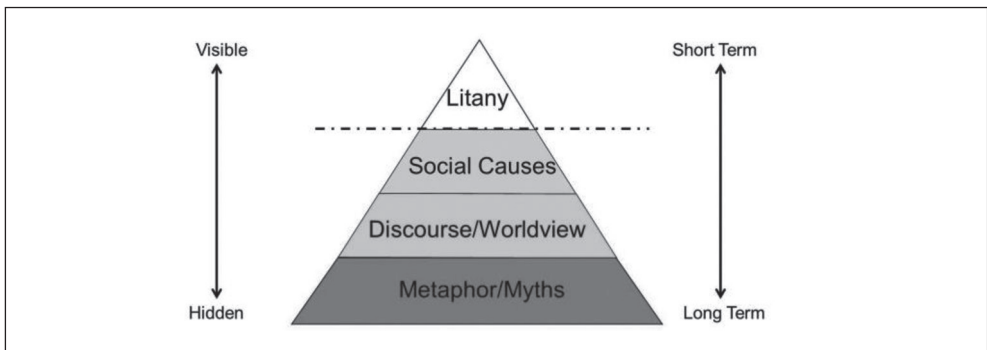 Visible
Short Term
Litany
Social Causes
Discourse/Worldview
Metaphor/Myths
Hidden
Long Term